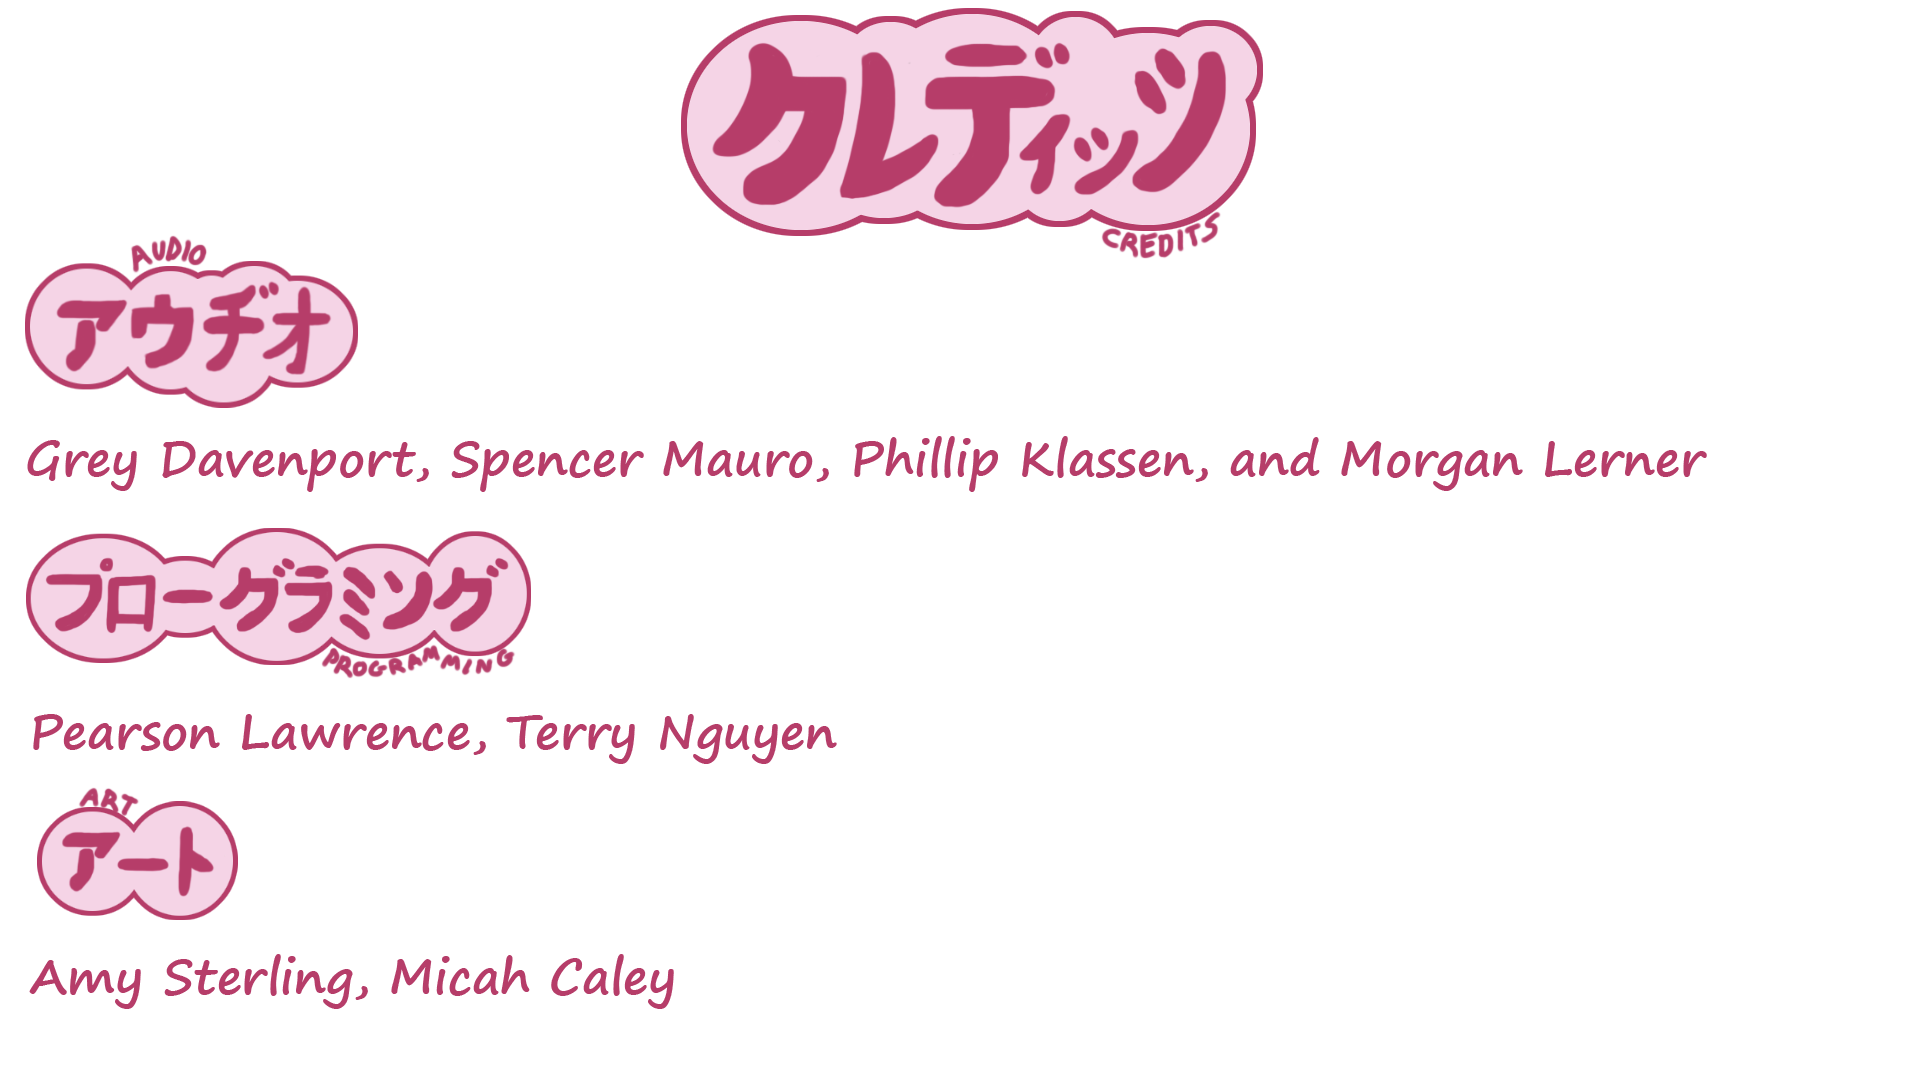 クレディッツ
CREDITS
AUDIO
アウヂオ
Grey Davenport, Spencer Mauro, Phillip Klassen, and Morgan Lerner
プローグラミング
PROGRAMMING
Pearson Lawrence, Terry Nguyen
ART
アート
Amy Sterling, Micah Caley